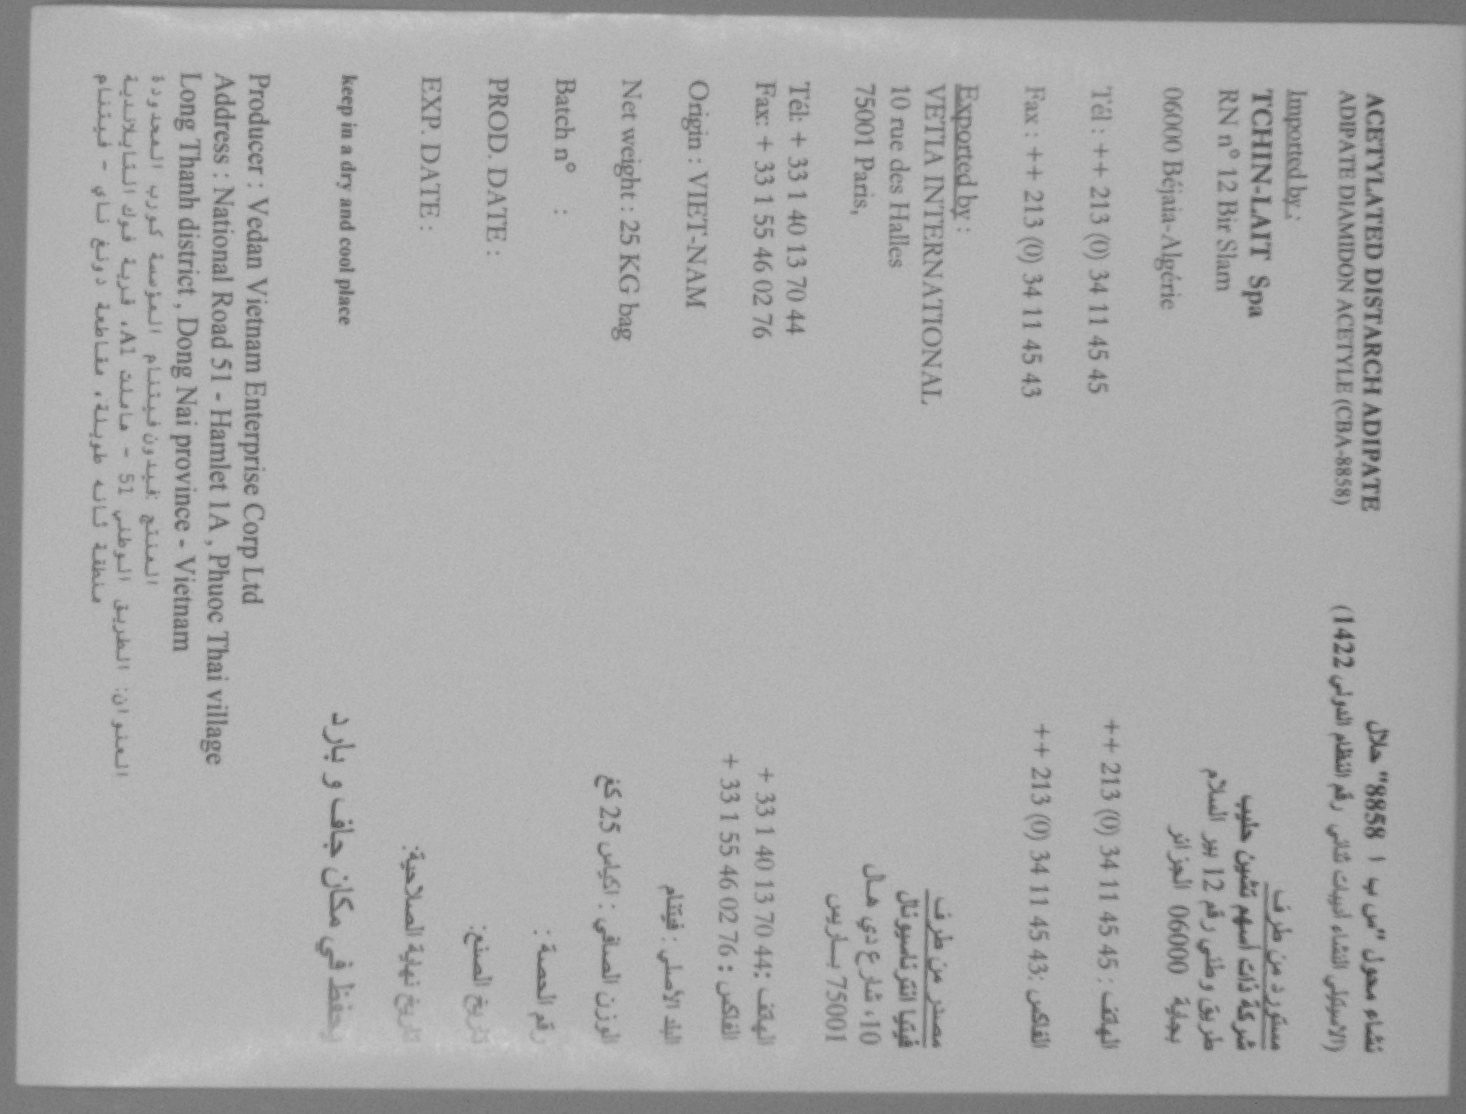 ACETYLATED DISTARCH ADIPATE
ADIPATE DIAMIDON ACETYLE (CBA-8858)
Imported by :
TCHIN-LAIT Spa
RN n° 12 Bir Slam
06000 Béjaia-Algérie
Tél : ++ 213 (0) 34 11 45 45
Fax : ++ 213 (0) 34 11 45 43
Exported by :
VETIA INTERNATIONAL
10 rue des Halles
75001 Paris,
Tél: + 33 1 40 13 70 44
Fax: + 33 1 55 46 02 76
Origin : VIET-NAM
Net weight : 25 KG bag
Batch n° :
PROD. DATE :
EXP. DATE :
keep in a dry and cool place
نشاء محول "س ب ا 8858" حلال
(الاسيتيلي النشاء أديبات ثنائي رقم النظام الدولي 1422)
مستورد من طرف
شركة ذات أسهم تشين حليب
طريق وطني رقم 12 بير السلام
بجاية 06000 الجزائر
الهاتف : 45 45 11 34 (0) 213 ++
الفاكس :43 45 11 34 (0) 213 ++
مصدر من طرف
فيتيا انترناسيونال
10، شارع دي هال
75001 باريس
الهاتف :44 70 13 40 1 33 +
الفاكس : 76 02 46 55 1 33 +
البلد الأصلي : فيتنام
الوزن الصافي : اكياس 25 كغ
رقم الحصة :
تاريخ الصنع:
تاريخ نهاية الصلاحية:
يحفظ في مكان جاف و بارد
Producer : Vedan Vietnam Enterprise Corp Ltd
Address : National Road 51 - Hamlet 1A , Phuoc Thai village
Long Thanh district , Dong Nai province - Vietnam
المنتج :فيدون فيتنام المؤسسة كورب المحدودة
العنوان: الطريق الوطني 51 - هاملت A1، قرية فوك التايلاندية
منطقة ثانه طويلة، مقاطعة دونغ ناي - فيتنام